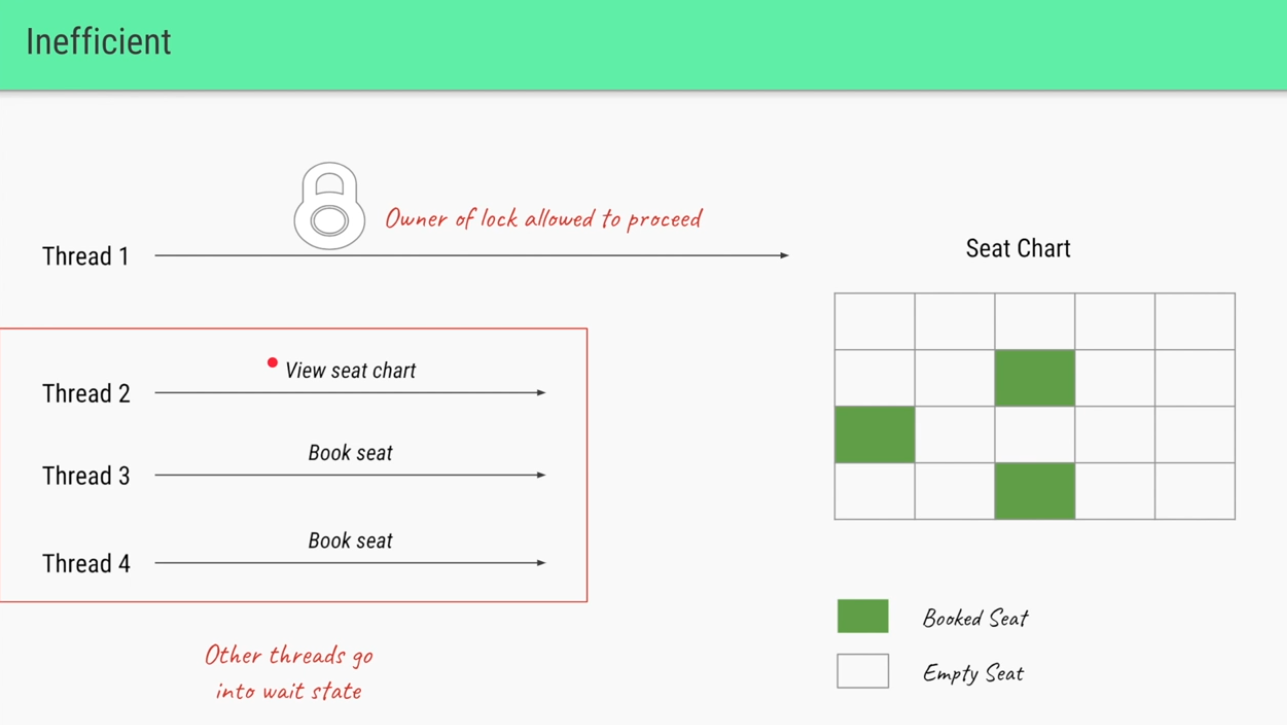 Inefficient
Owner of lock allowed to proceed
Thread 1
Seat Chart
View seat chart
Thread 2
Book seat
Thread 3
Book seat
Thread 4
Booked Seat
Other threads go
into wait state
Empty Seat